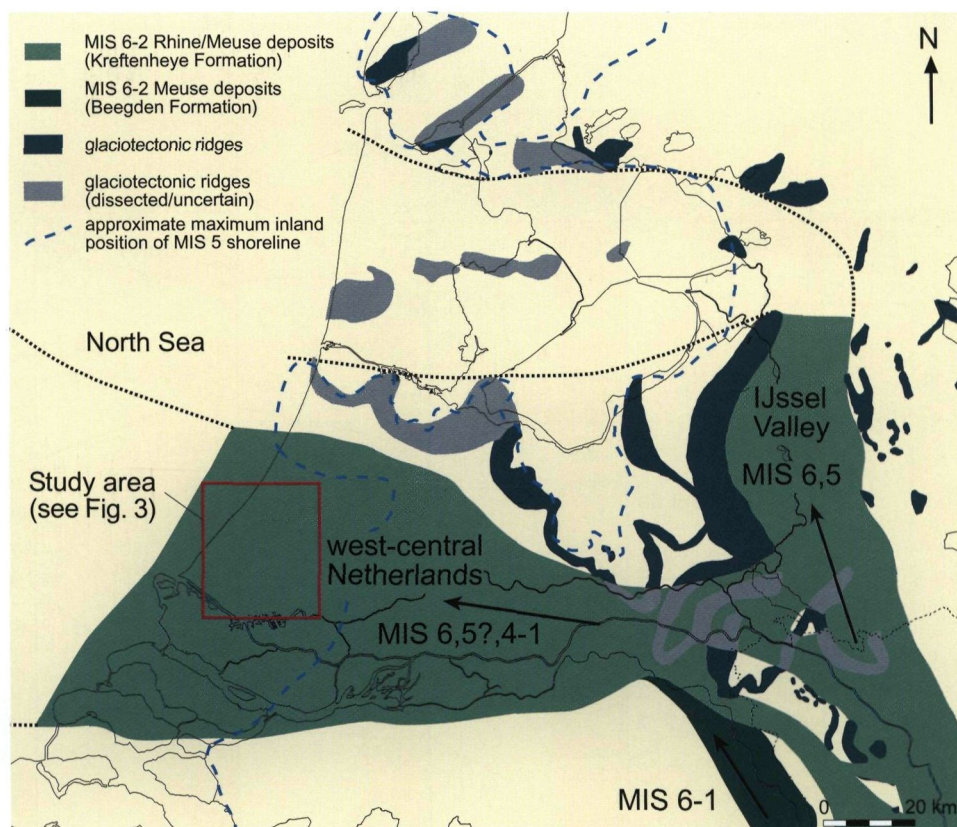 MIS 6-2 Rhine/Meuse deposits
(Kreftenheye Formation)
MIS 6-2 Meuse deposits
(Beegden Formation)
glaciotectonic ridges
glaciotectonic ridges
(dissected/uncertain)
approximate maximum inland
position of MIS 5 shoreline
N
North Sea
IJssel
Valley
MIS 6,5
Study area
(see Fig. 3)
west-central
Netherlands
MIS 6,5?,4-1
MIS 6-1
0 20 km